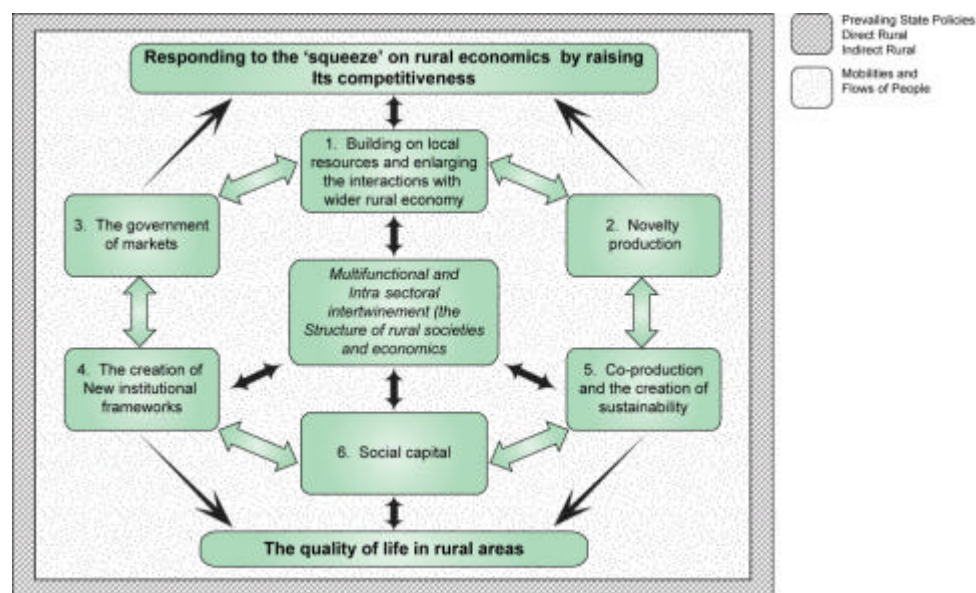 Responding to the ‘squeeze’ on rural economics by raising
Its competitiveness
1. Building on local
resources and enlarging
the interactions with
wider rural economy
3. The government
of markets
2. Novelty
production
Multifunctional and
Intra sectoral
intertwinement (the
Structure of rural societies
and economics
4. The creation of
New institutional
frameworks
5. Co-production
and the creation of
sustainability
6. Social capital
The quality of life in rural areas
Prevailing State Policies
Direct Rural
Indirect Rural
Mobilities and
Flows of People